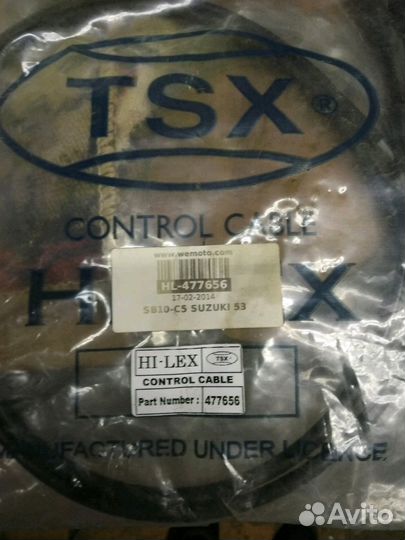 TSX
®
CONTROL CABLE
www.wemoto.com
HL-477656
17-02-2014
SB10-C5 SUZUKI 53
HI-LEX TSX
CONTROL CABLE
Part Number: 477656
MANUFACTURED UNDER LICENCE
Avito